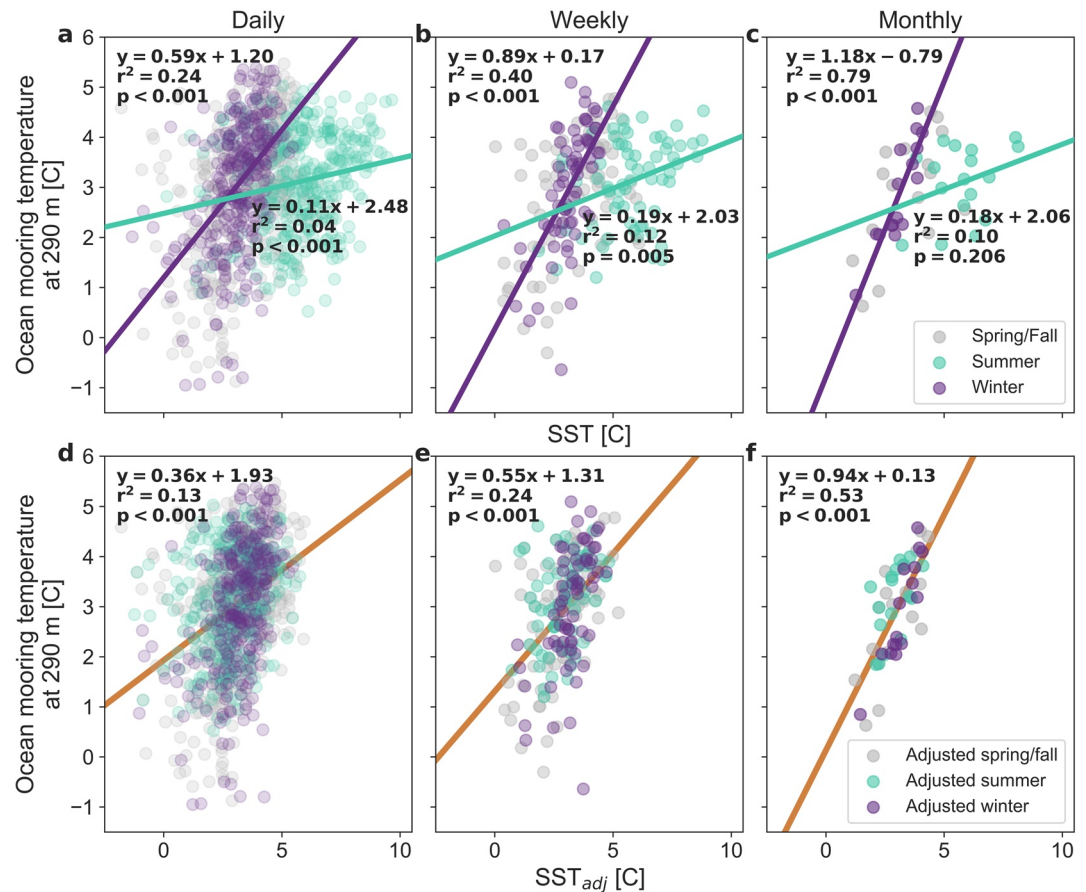 Daily Weekly Monthly
a b c
y = 0.59x + 1.20
r² = 0.24
p < 0.001
y = 0.11x + 2.48
r² = 0.04
p < 0.001
y = 0.89x + 0.17
r² = 0.40
p < 0.001
y = 0.19x + 2.03
r² = 0.12
p = 0.005
y = 1.18x − 0.79
r² = 0.79
p < 0.001
y = 0.18x + 2.06
r² = 0.10
p = 0.206
Spring/Fall
Summer
Winter
6
5
4
3
2
1
0
−1
Ocean mooring temperature
at 290 m [C]
SST [C]
d e f
y = 0.36x + 1.93
r² = 0.13
p < 0.001
y = 0.55x + 1.31
r² = 0.24
p < 0.001
y = 0.94x + 0.13
r² = 0.53
p < 0.001
Adjusted spring/fall
Adjusted summer
Adjusted winter
6
5
4
3
2
1
0
−1
Ocean mooring temperature
at 290 m [C]
0 5 10 0 5 10 0 5 10
SSTadj [C]